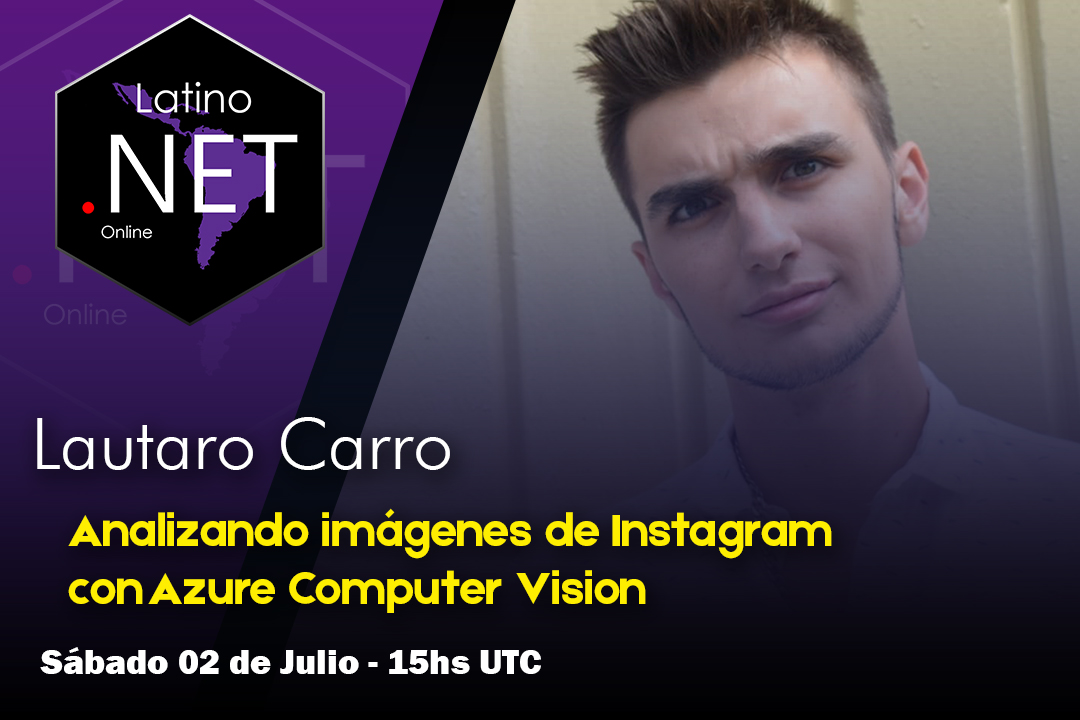 Latino
.NET
Online
Online
Lautaro Carro
Analizando imágenes de Instagram
con Azure Computer Vision
Sábado 02 de Julio - 15hs UTC